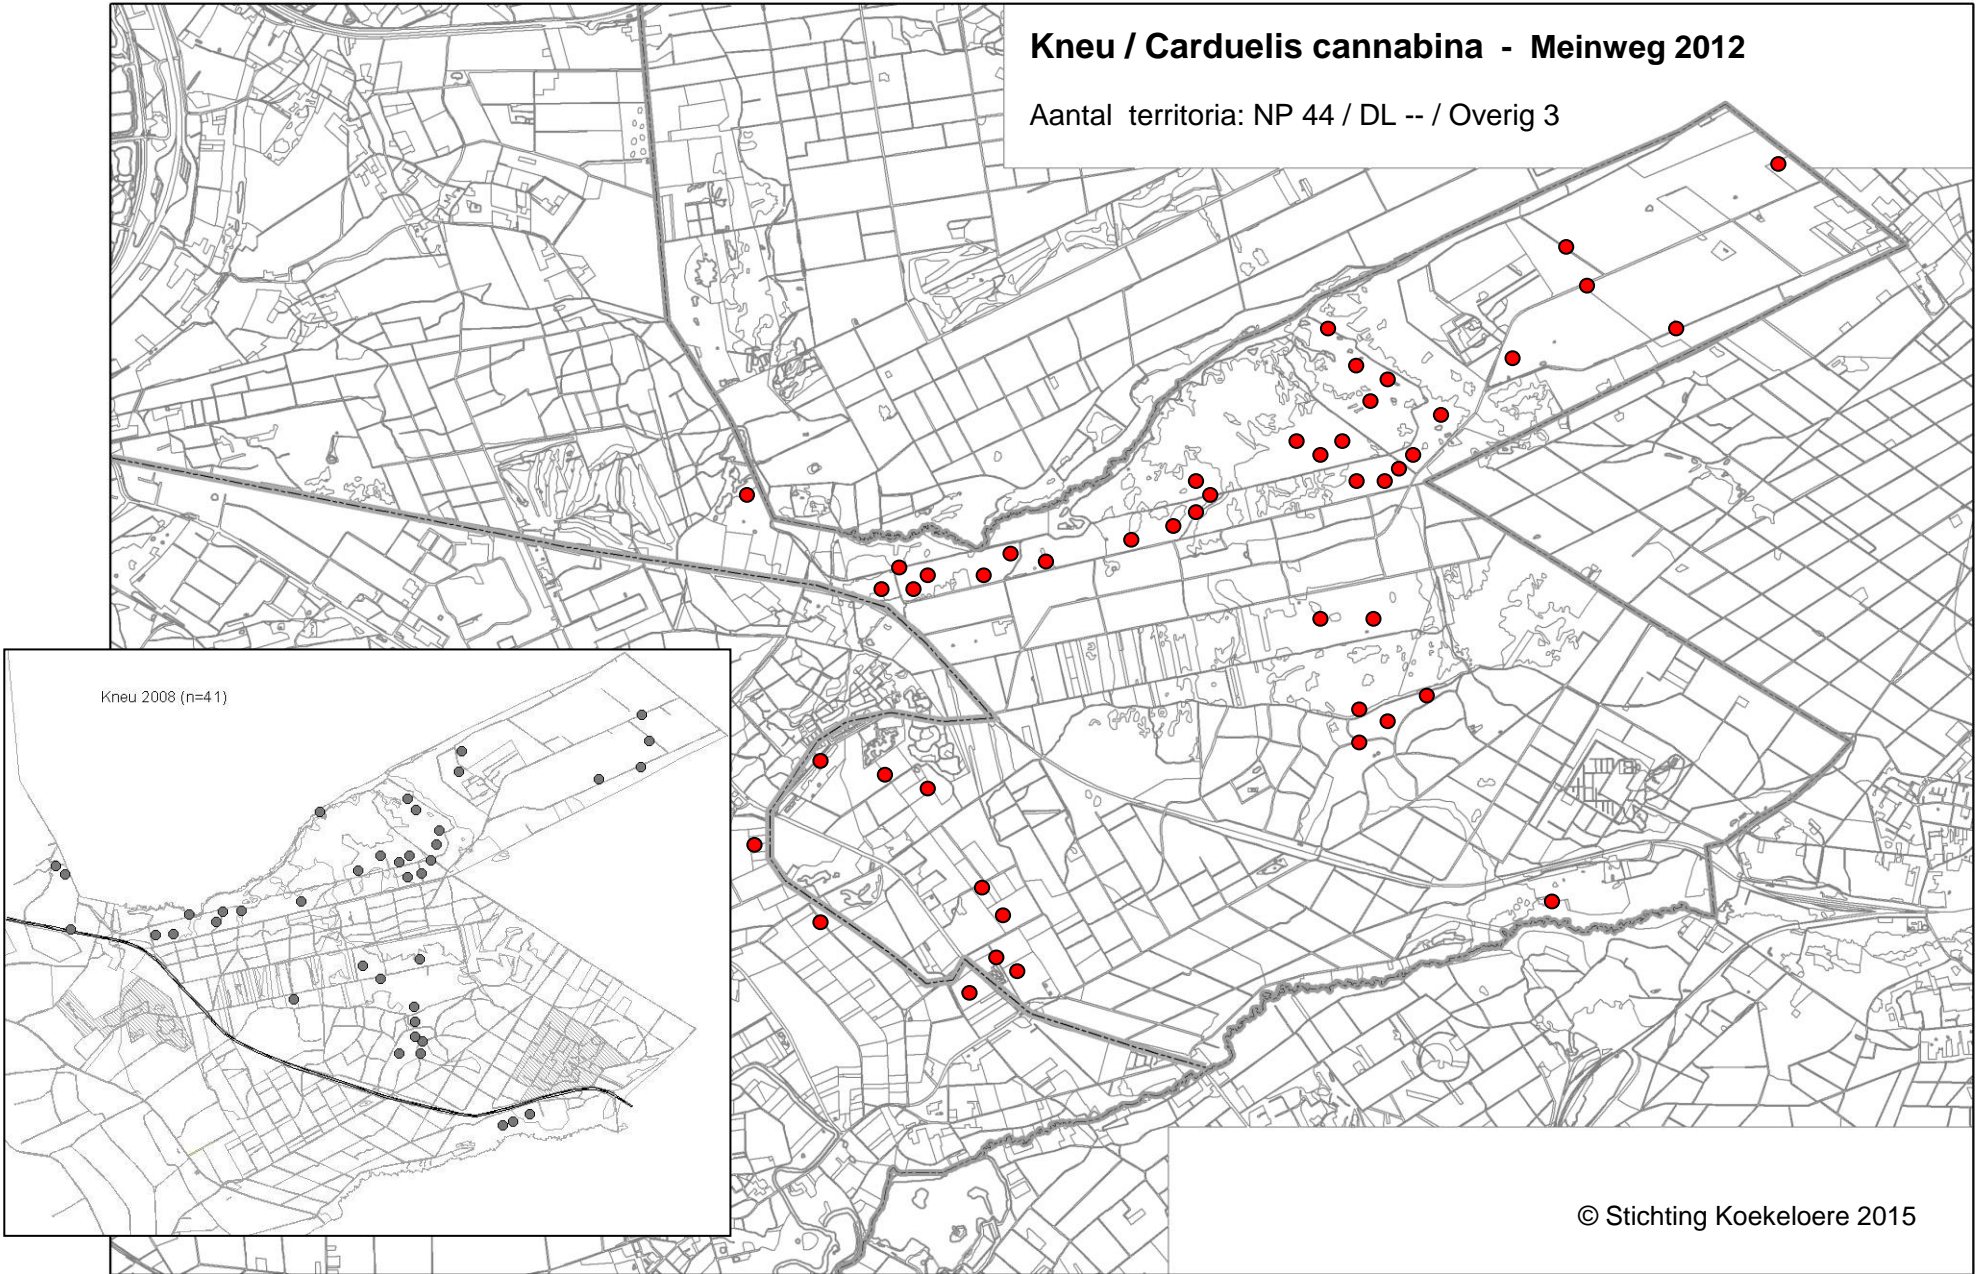 Kneu / Carduelis cannabina - Meinweg 2012
Aantal territoria: NP 44 / DL -- / Overig 3
Kneu 2008 (n=41)
© Stichting Koekeloere 2015